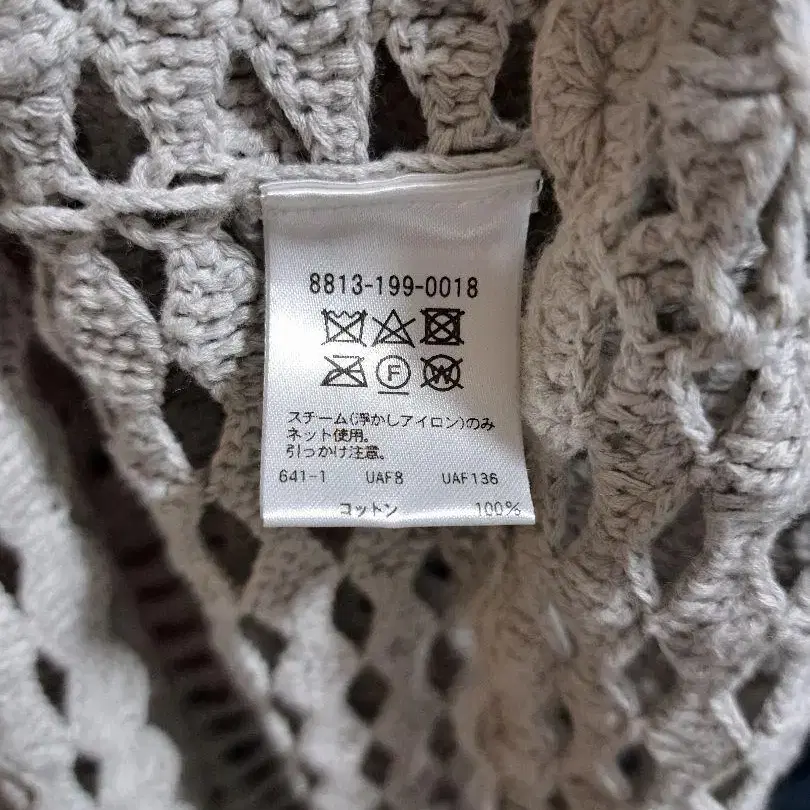 8813-199-0018
F
W
スチーム(浮かしアイロン)のみ
ネット使用。
引っかけ注意。
641-1 UAF8 UAF136
コットン 100%